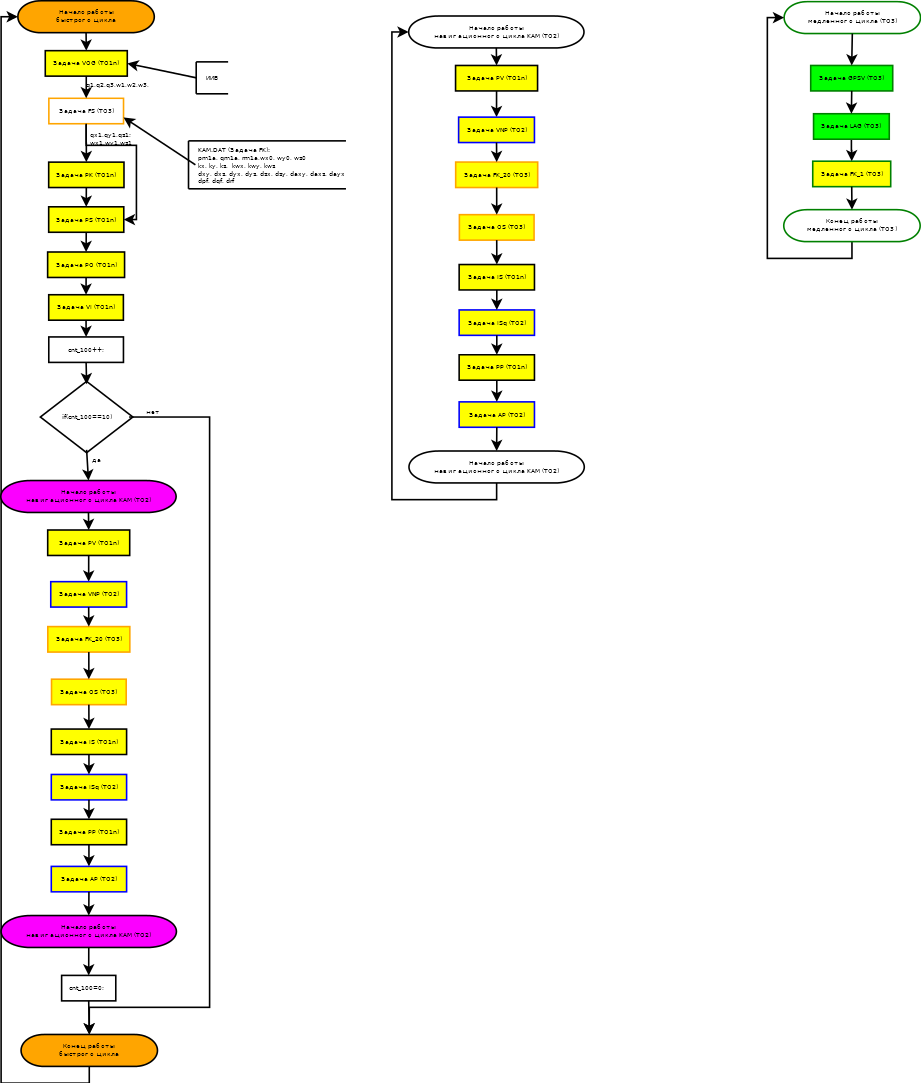 Начало работы
быстрого цикла
Задача VOG (T01n)
ИМВ
q1,q2,q3,w1,w2,w3,
Задача FS (T03)
qx1,qy1,qz1;
wx1,wy1,wz1
KAM.DAT (Задача FK):
pm1a, qm1a, rm1a,wx0, wy0, wz0
kx, ky, kz, kwx, kwy, kwz
dxy, dxz, dyx, dyz, dzx, dzy, daxy, daxz, dayx
dpf, dqf, drf
Задача PK (T01n)
Задача PS (T01n)
Задача PO (T01n)
Задача VI (T01n)
cnt_100++;
if(cnt_100==10)
нет
да
Начало работы
навигационного цикла KAM (T02)
Задача PV (T01n)
Задача VNP (T02)
Задача FK_20 (T03)
Задача OS (T03)
Задача IS (T01n)
Задача ISq (T02)
Задача PP (T01n)
Задача AP (T02)
Начало работы
навигационного цикла KAM (T02)
cnt_100=0;
Конец работы
быстрого цикла
Начало работы
навигационного цикла KAM (T02)
Задача PV (T01n)
Задача VNP (T02)
Задача FK_20 (T03)
Задача OS (T03)
Задача IS (T01n)
Задача ISq (T02)
Задача PP (T01n)
Задача AP (T02)
Начало работы
навигационного цикла KAM (T02)
Начало работы
медленного цикла (T03)
Задача GPSV (T03)
Задача LAG (T03)
Задача FK_1 (T03)
Конец работы
медленного цикла (T03)